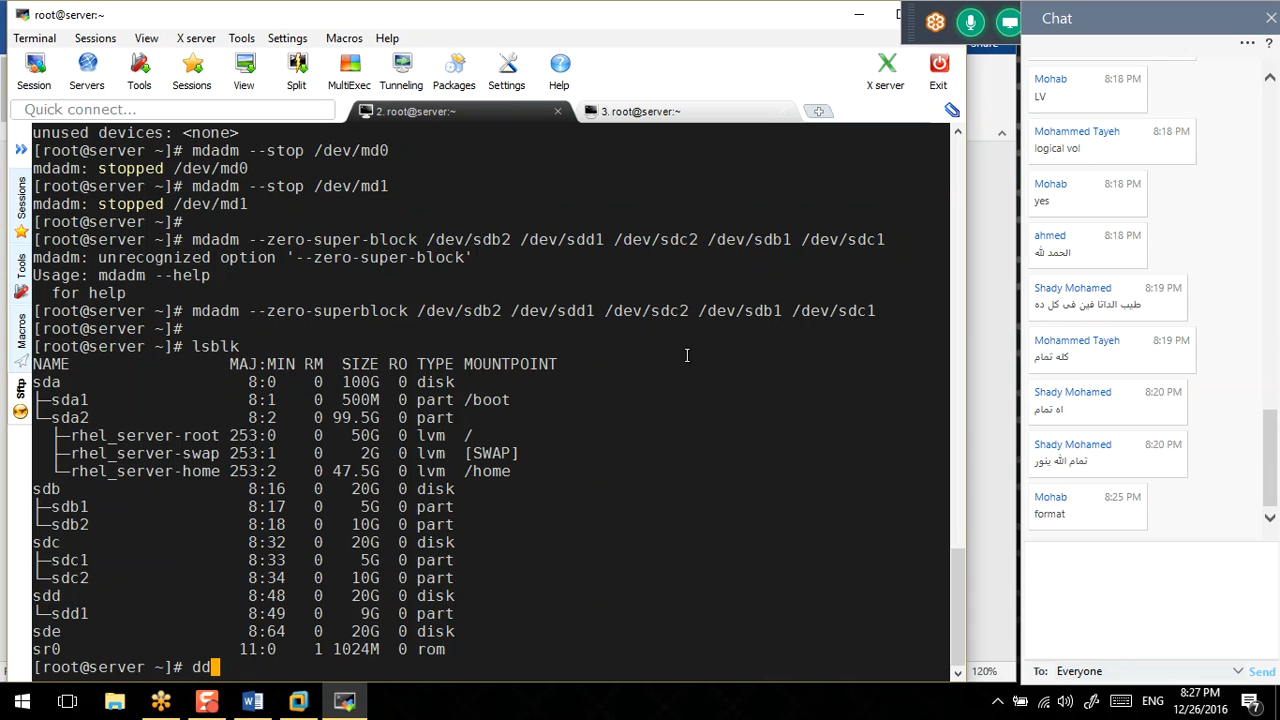 root@server:~
Terminal Sessions View X server Tools Settings Macros Help
Session Servers Tools Sessions View Split MultiExec Tunneling Packages Settings Help X server Exit
Quick connect...
2. root@server:~
3. root@server:~
Sessions
Tools
Macros
Sftp
unused devices: <none>
[root@server ~]# mdadm --stop /dev/md0
mdadm: stopped /dev/md0
[root@server ~]# mdadm --stop /dev/md1
mdadm: stopped /dev/md1
[root@server ~]#
[root@server ~]# mdadm --zero-super-block /dev/sdb2 /dev/sdd1 /dev/sdc2 /dev/sdb1 /dev/sdc1
mdadm: unrecognized option '--zero-super-block'
Usage: mdadm --help
  for help
[root@server ~]# mdadm --zero-superblock /dev/sdb2 /dev/sdd1 /dev/sdc2 /dev/sdb1 /dev/sdc1
[root@server ~]#
[root@server ~]# lsblk
NAME MAJ:MIN RM SIZE RO TYPE MOUNTPOINT
sda 8:0 0 100G 0 disk
├─sda1 8:1 0 500M 0 part /boot
└─sda2 8:2 0 99.5G 0 part
  ├─rhel_server-root 253:0 0 50G 0 lvm /
  ├─rhel_server-swap 253:1 0 2G 0 lvm [SWAP]
  └─rhel_server-home 253:2 0 47.5G 0 lvm /home
sdb 8:16 0 20G 0 disk
├─sdb1 8:17 0 5G 0 part
└─sdb2 8:18 0 10G 0 part
sdc 8:32 0 20G 0 disk
├─sdc1 8:33 0 5G 0 part
└─sdc2 8:34 0 10G 0 part
sdd 8:48 0 20G 0 disk
└─sdd1 8:49 0 9G 0 part
sde 8:64 0 20G 0 disk
sr0 11:0 1 1024M 0 rom
[root@server ~]# dd
120%
Chat
... ?
Mohab 8:18 PM
LV
Mohammed Tayeh 8:18 PM
logical vol
Mohab 8:18 PM
yes
ahmed 8:18 PM
الحمد لله
Shady Mohamed 8:19 PM
طيب الداتا فين فى كل ده
Mohammed Tayeh 8:19 PM
كله تمام
Shady Mohamed 8:20 PM
اه تمام
Shady Mohamed 8:20 PM
تمام الله ينور
Mohab 8:25 PM
format
To: Everyone Send
ENG
8:27 PM
12/26/2016
7